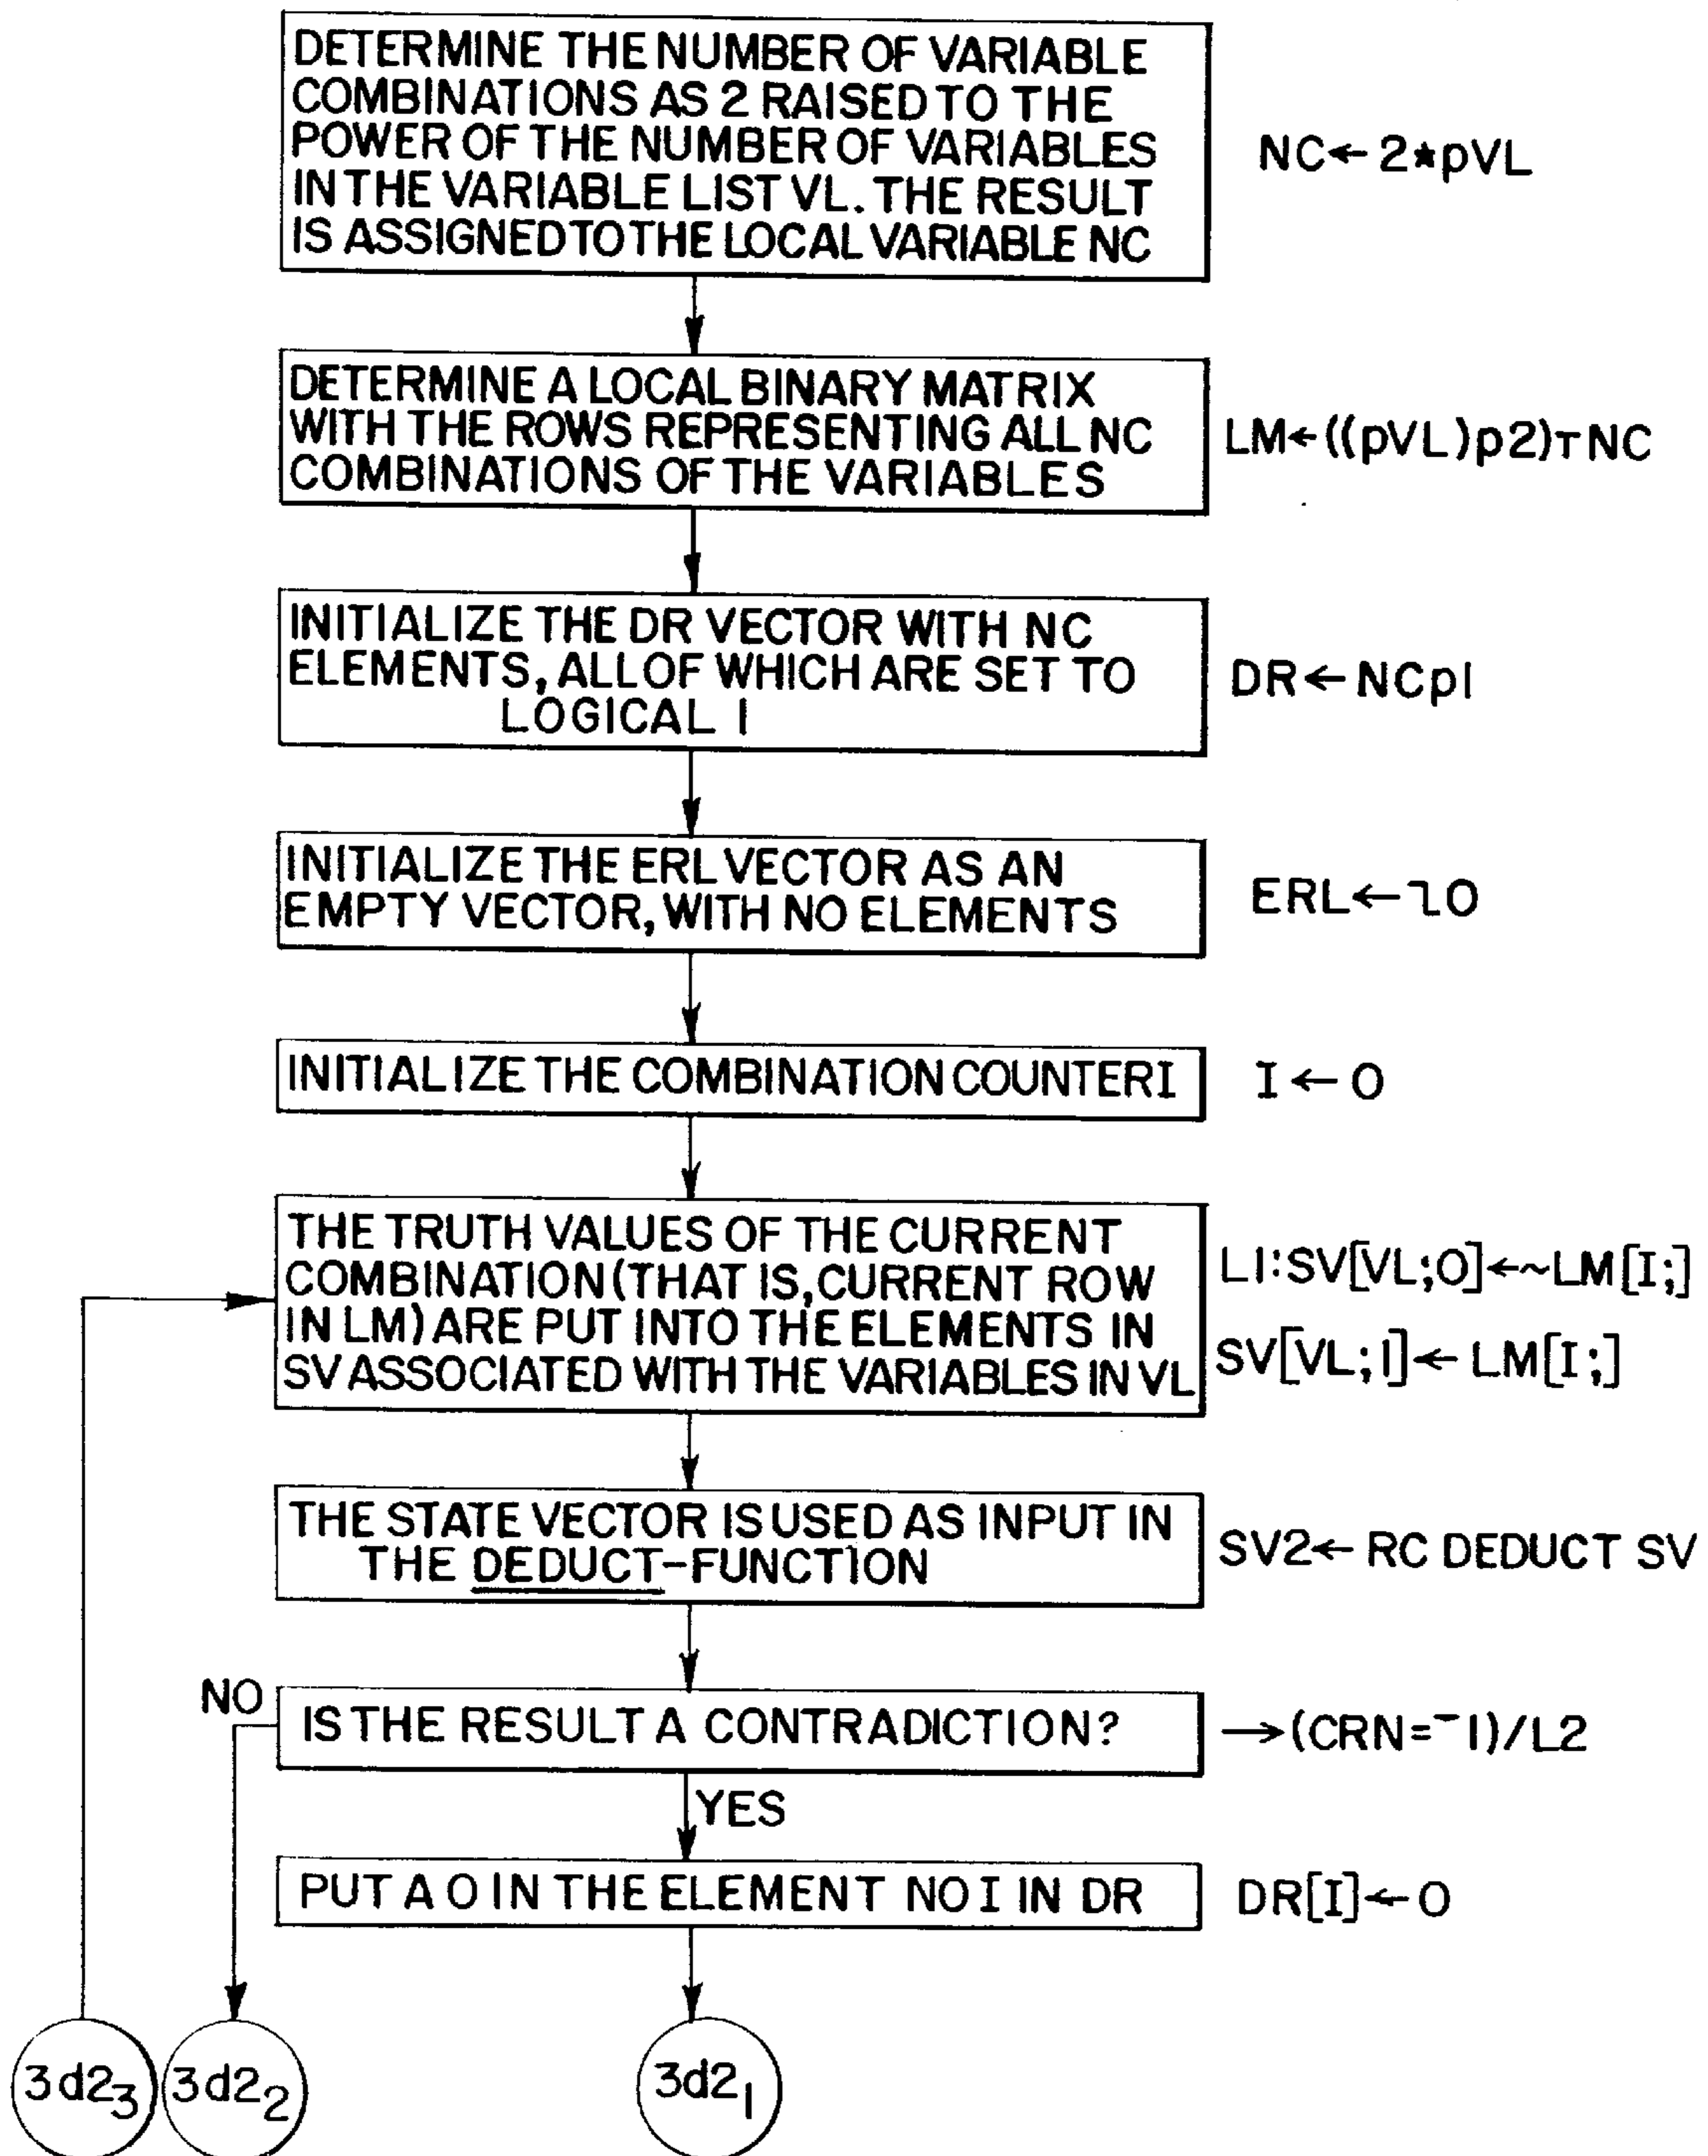 DETERMINE THE NUMBER OF VARIABLE
COMBINATIONS AS 2 RAISED TO THE
POWER OF THE NUMBER OF VARIABLES
IN THE VARIABLE LIST VL. THE RESULT
IS ASSIGNED TO THE LOCAL VARIABLE NC
NC←2*ρVL
DETERMINE A LOCAL BINARY MATRIX
WITH THE ROWS REPRESENTING ALL NC
COMBINATIONS OF THE VARIABLES
LM←((ρVL)ρ2)⊤NC
INITIALIZE THE DR VECTOR WITH NC
ELEMENTS, ALL OF WHICH ARE SET TO
LOGICAL 1
DR←NCρ1
INITIALIZE THE ERL VECTOR AS AN
EMPTY VECTOR, WITH NO ELEMENTS
ERL←⍳0
INITIALIZE THE COMBINATION COUNTER I
I←0
THE TRUTH VALUES OF THE CURRENT
COMBINATION (THAT IS, CURRENT ROW
IN LM) ARE PUT INTO THE ELEMENTS IN
SV ASSOCIATED WITH THE VARIABLES IN VL
L1:SV[VL;0]←~LM[I;]
SV[VL;1]←LM[I;]
THE STATE VECTOR IS USED AS INPUT IN
THE DEDUCT-FUNCTION
SV2←RC DEDUCT SV
NO
IS THE RESULT A CONTRADICTION?
→(CRN=¯1)/L2
YES
PUT A 0 IN THE ELEMENT NO I IN DR
DR[I]←0
3d2₃
3d2₂
3d2₁